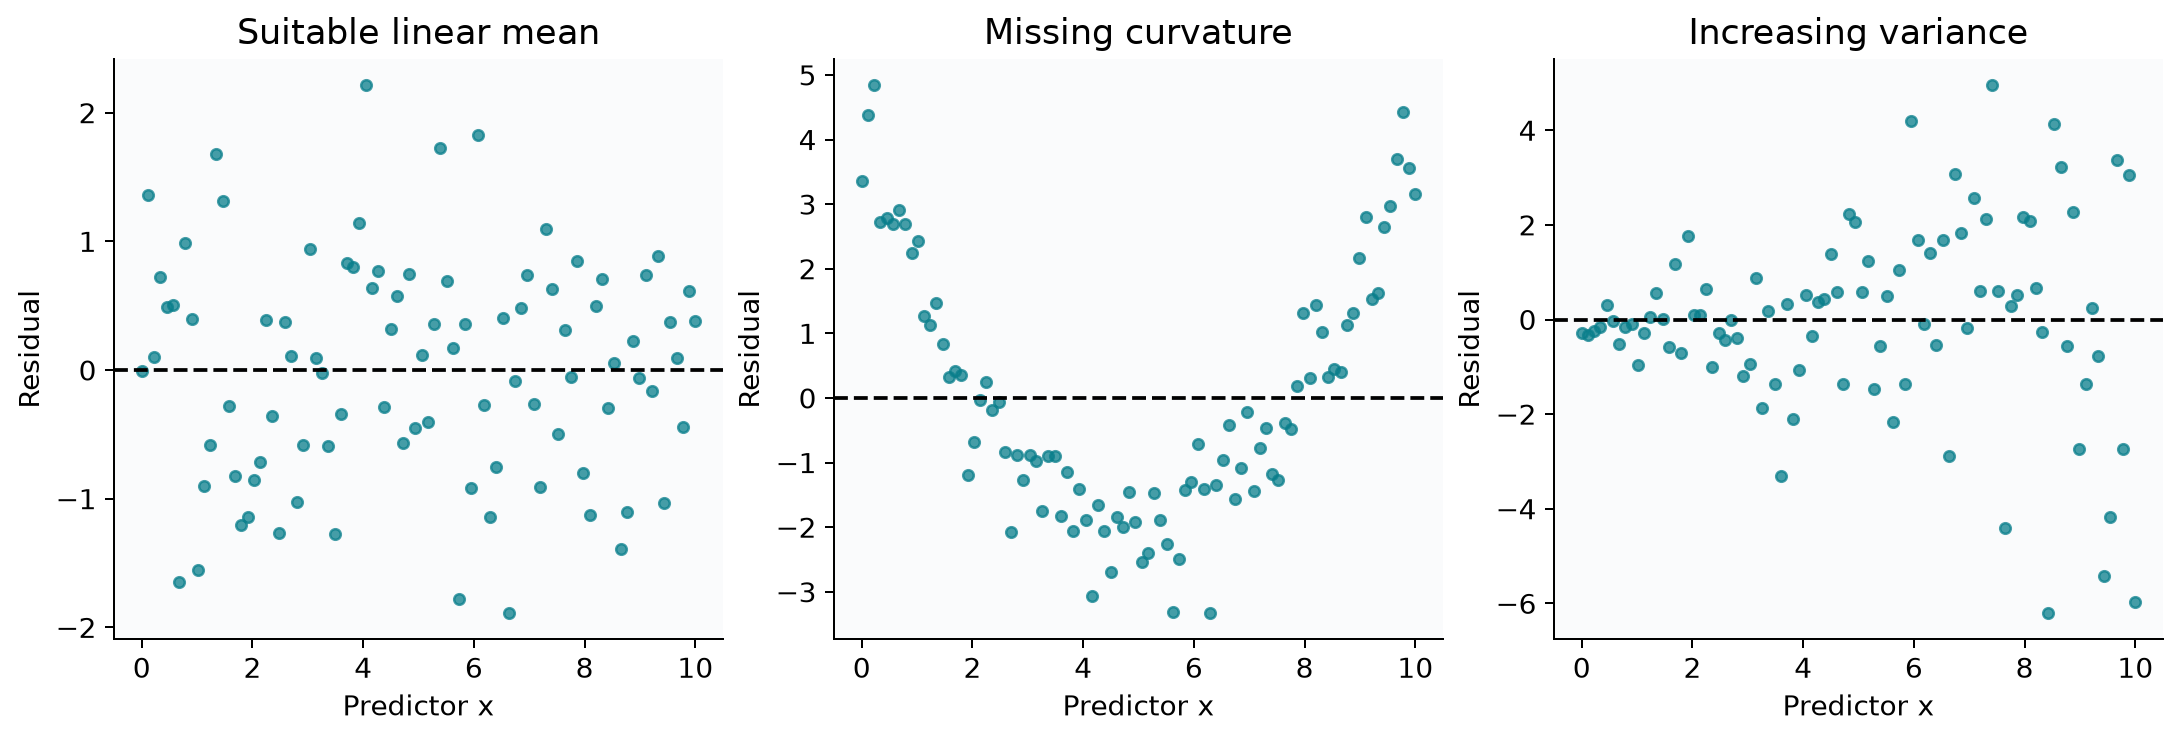 Suitable linear mean
Residual
2
1
0
−1
−2
0 2 4 6 8 10
Predictor x
Missing curvature
Residual
5
4
3
2
1
0
−1
−2
−3
0 2 4 6 8 10
Predictor x
Increasing variance
Residual
4
2
0
−2
−4
−6
0 2 4 6 8 10
Predictor x